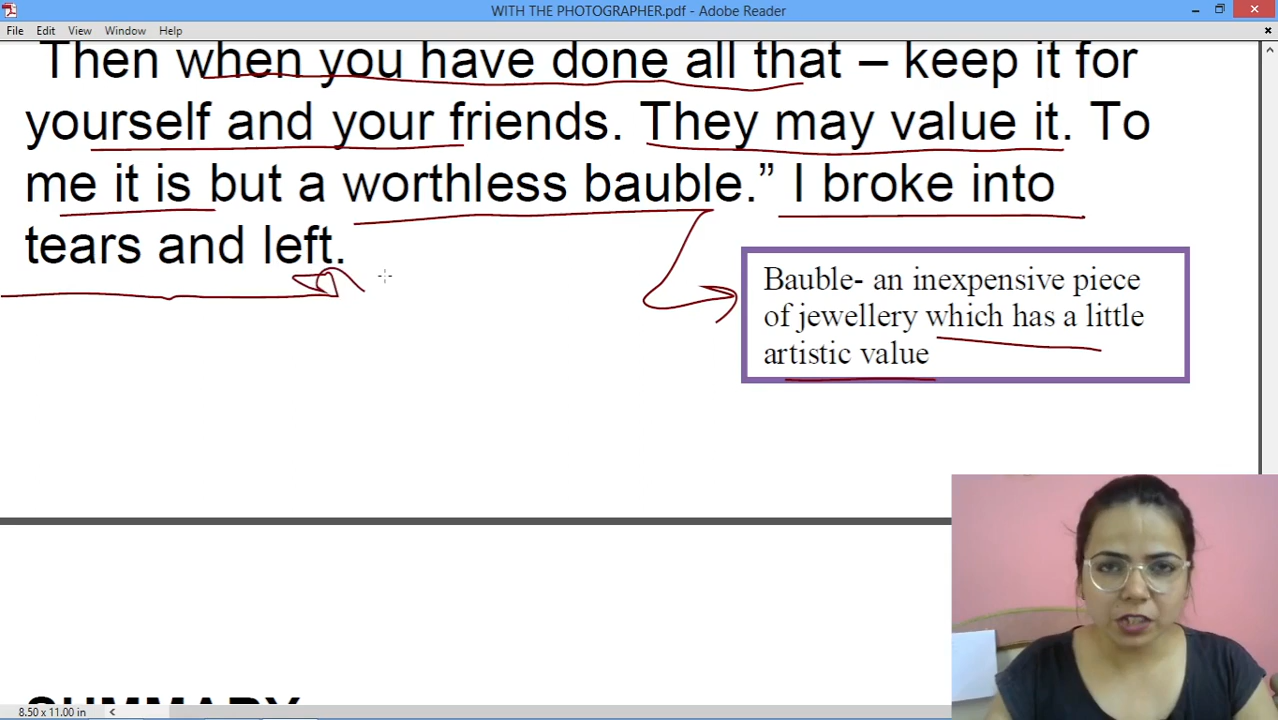 WITH THE PHOTOGRAPHER.pdf - Adobe Reader
File Edit View Window Help
Then when you have done all that – keep it for
yourself and your friends. They may value it. To
me it is but a worthless bauble.” I broke into
tears and left.
Bauble- an inexpensive piece
of jewellery which has a little
artistic value
SUMMARY
8.50 x 11.00 in